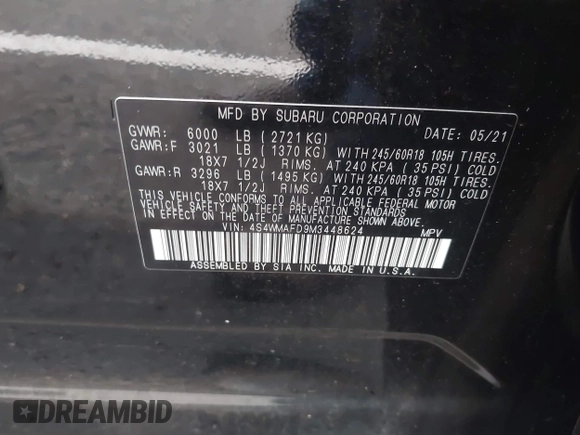 MFD BY SUBARU CORPORATION
GVWR: 6000 LB (2721 KG) DATE: 05/21
GAWR:F 3021 LB (1370 KG) WITH 245/60R18 105H TIRES.
18X7 1/2J RIMS. AT 240 KPA (35 PSI) COLD
GAWR:R 3296 LB (1495 KG) WITH 245/60R18 105H TIRES.
18X7 1/2J RIMS. AT 240 KPA (35 PSI) COLD
THIS VEHICLE CONFORMS TO ALL APPLICABLE FEDERAL MOTOR
VEHICLE SAFETY AND THEFT PREVENTION STANDARDS
IN EFFECT ON THE DATE OF MANUFACTURE SHOWN ABOVE.
VIN: 4S4WMAFD9M3448624 MPV
ASSEMBLED BY SIA INC. MADE IN U.S.A.
DREAMBID